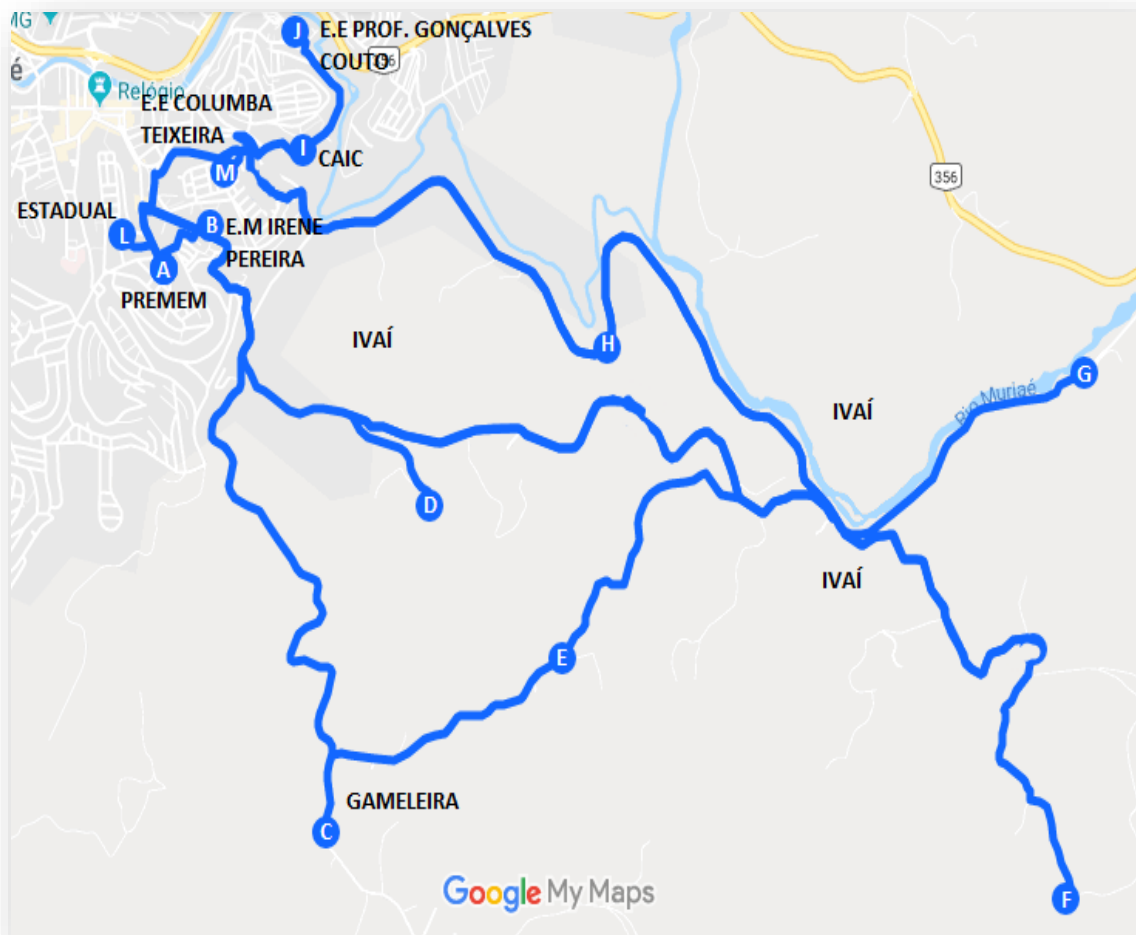 MG
J
E.E PROF. GONÇALVES
COUTO
356
é
Relógio
E.E COLUMBA
TEIXEIRA
I
CAIC
M
356
ESTADUAL
L
B
E.M IRENE
PEREIRA
A
PREMEM
IVAÍ
H
G
IVAÍ
Rio Muriaé
D
IVAÍ
E
GAMELEIRA
C
F
Google My Maps